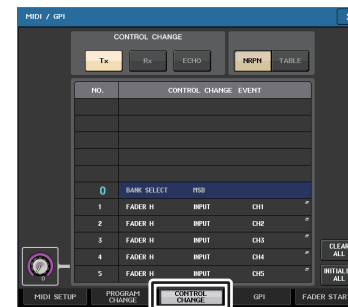 MIDI / GPI
CONTROL CHANGE
Tx Rx ECHO NRPN TABLE
NO. CONTROL CHANGE EVENT
0 BANK SELECT MSB
1 FADER H INPUT CH1
2 FADER H INPUT CH2
3 FADER H INPUT CH3
4 FADER H INPUT CH4
5 FADER H INPUT CH5
CLEAR
ALL
ALL
MIDI SETUP PROGRAM CHANGE CONTROL CHANGE GPI FADER START